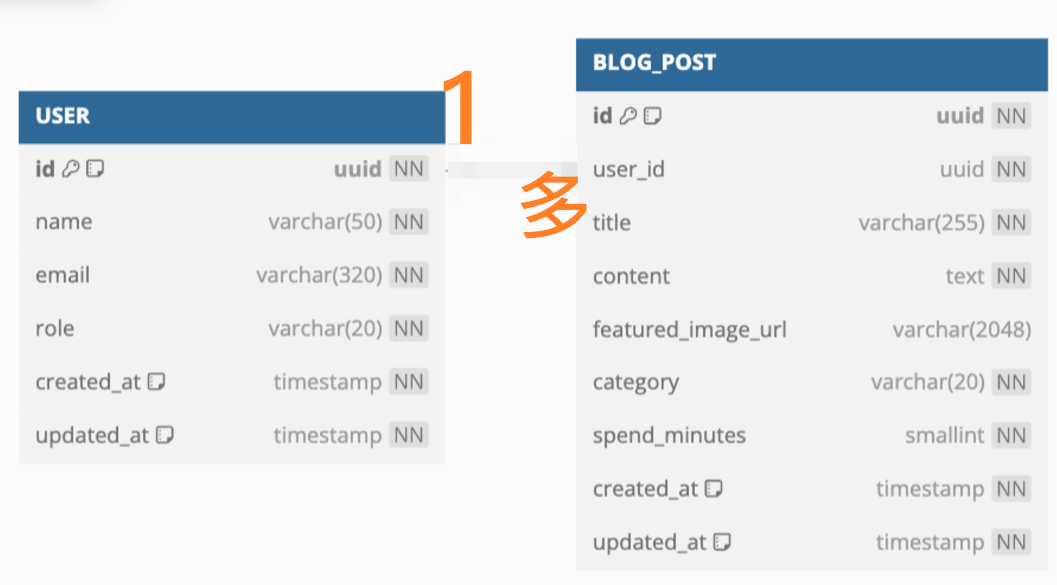 USER
id uuid NN
name varchar(50) NN
email varchar(320) NN
role varchar(20) NN
created_at timestamp NN
updated_at timestamp NN
1
多
BLOG_POST
id uuid NN
user_id uuid NN
title varchar(255) NN
content text NN
featured_image_url varchar(2048)
category varchar(20) NN
spend_minutes smallint NN
created_at timestamp NN
updated_at timestamp NN